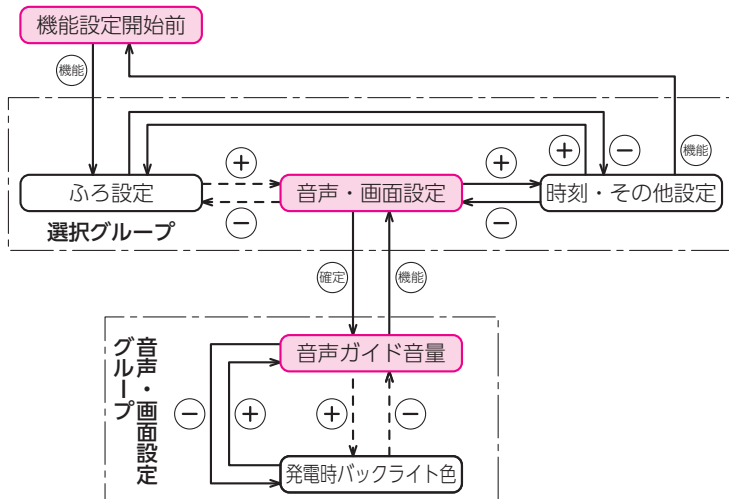 機能設定開始前
機能
機能
+
−
+
+
ふろ設定
音声・画面設定
時刻・その他設定
−
−
選択グループ
確定
機能
音声・画面設定
グループ
音声ガイド音量
−
+
+
−
発電時バックライト色